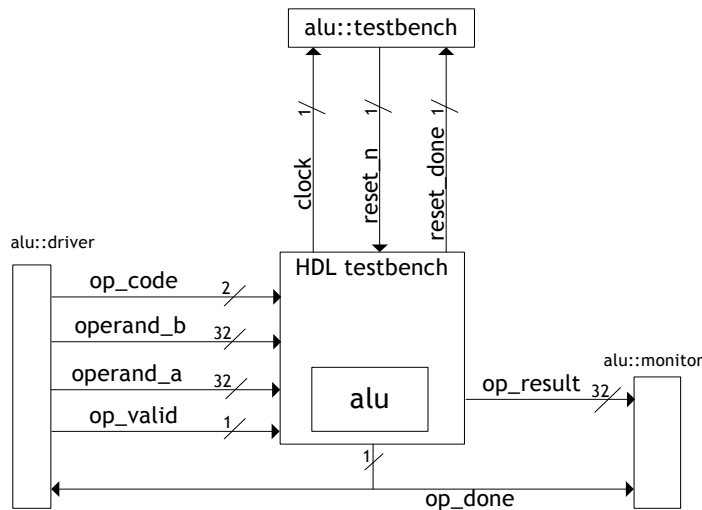 alu::testbench
1
1
1
clock
reset_n
reset_done
alu::driver
HDL testbench
op_code
2
operand_b
32
operand_a
32
op_valid
1
alu
alu::monitor
op_result
32
1
op_done